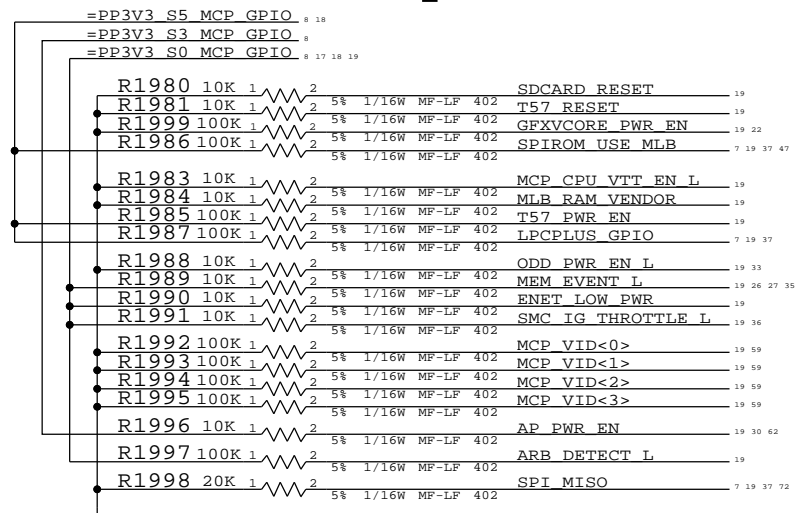 =PP3V3_S5_MCP_GPIO 8 18
=PP3V3_S3_MCP_GPIO 8
=PP3V3_S0_MCP_GPIO 8 17 18 19
R1980 10K 1 2 5% 1/16W MF-LF 402 SDCARD_RESET 19
R1981 10K 1 2 5% 1/16W MF-LF 402 T57_RESET 19
R1999 100K 1 2 5% 1/16W MF-LF 402 GFXVCORE_PWR_EN 19 22
R1986 100K 1 2 5% 1/16W MF-LF 402 SPIROM_USE_MLB 7 19 37 47
R1983 10K 1 2 5% 1/16W MF-LF 402 MCP_CPU_VTT_EN_L 19
R1984 10K 1 2 5% 1/16W MF-LF 402 MLB_RAM_VENDOR 19
R1985 100K 1 2 5% 1/16W MF-LF 402 T57_PWR_EN 19
R1987 100K 1 2 5% 1/16W MF-LF 402 LPCPLUS_GPIO 7 19 37
R1988 10K 1 2 5% 1/16W MF-LF 402 ODD_PWR_EN_L 19 33
R1989 10K 1 2 5% 1/16W MF-LF 402 MEM_EVENT_L 19 26 27 35
R1990 10K 1 2 5% 1/16W MF-LF 402 ENET_LOW_PWR 19
R1991 10K 1 2 5% 1/16W MF-LF 402 SMC_IG_THROTTLE_L 19 36
R1992 100K 1 2 5% 1/16W MF-LF 402 MCP_VID<0> 19 59
R1993 100K 1 2 5% 1/16W MF-LF 402 MCP_VID<1> 19 59
R1994 100K 1 2 5% 1/16W MF-LF 402 MCP_VID<2> 19 59
R1995 100K 1 2 5% 1/16W MF-LF 402 MCP_VID<3> 19 59
R1996 10K 1 2 5% 1/16W MF-LF 402 AP_PWR_EN 19 30 62
R1997 100K 1 2 5% 1/16W MF-LF 402 ARB_DETECT_L 19
R1998 20K 1 2 5% 1/16W MF-LF 402 SPI_MISO 7 19 37 72